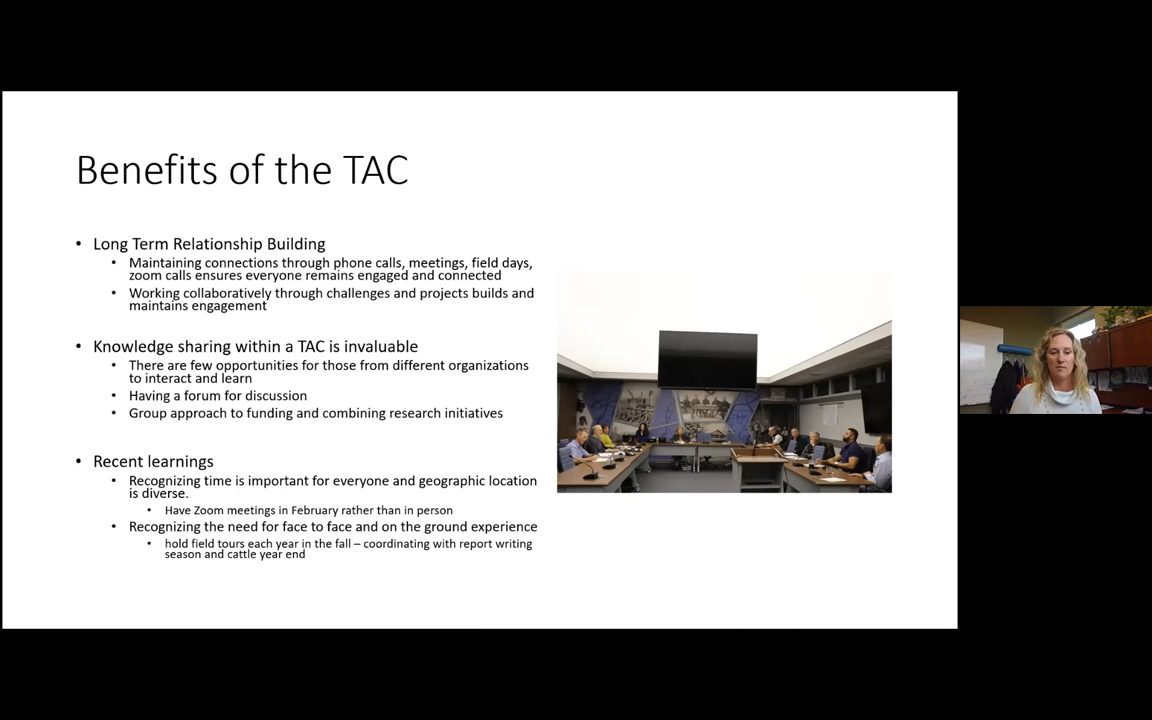 Benefits of the TAC
• Long Term Relationship Building
• Maintaining connections through phone calls, meetings, field days,
zoom calls ensures everyone remains engaged and connected
• Working collaboratively through challenges and projects builds and
maintains engagement
• Knowledge sharing within a TAC is invaluable
• There are few opportunities for those from different organizations
to interact and learn
• Having a forum for discussion
• Group approach to funding and combining research initiatives
• Recent learnings
• Recognizing time is important for everyone and geographic location
is diverse.
• Have Zoom meetings in February rather than in person
• Recognizing the need for face to face and on the ground experience
• hold field tours each year in the fall – coordinating with report writing
season and cattle year end